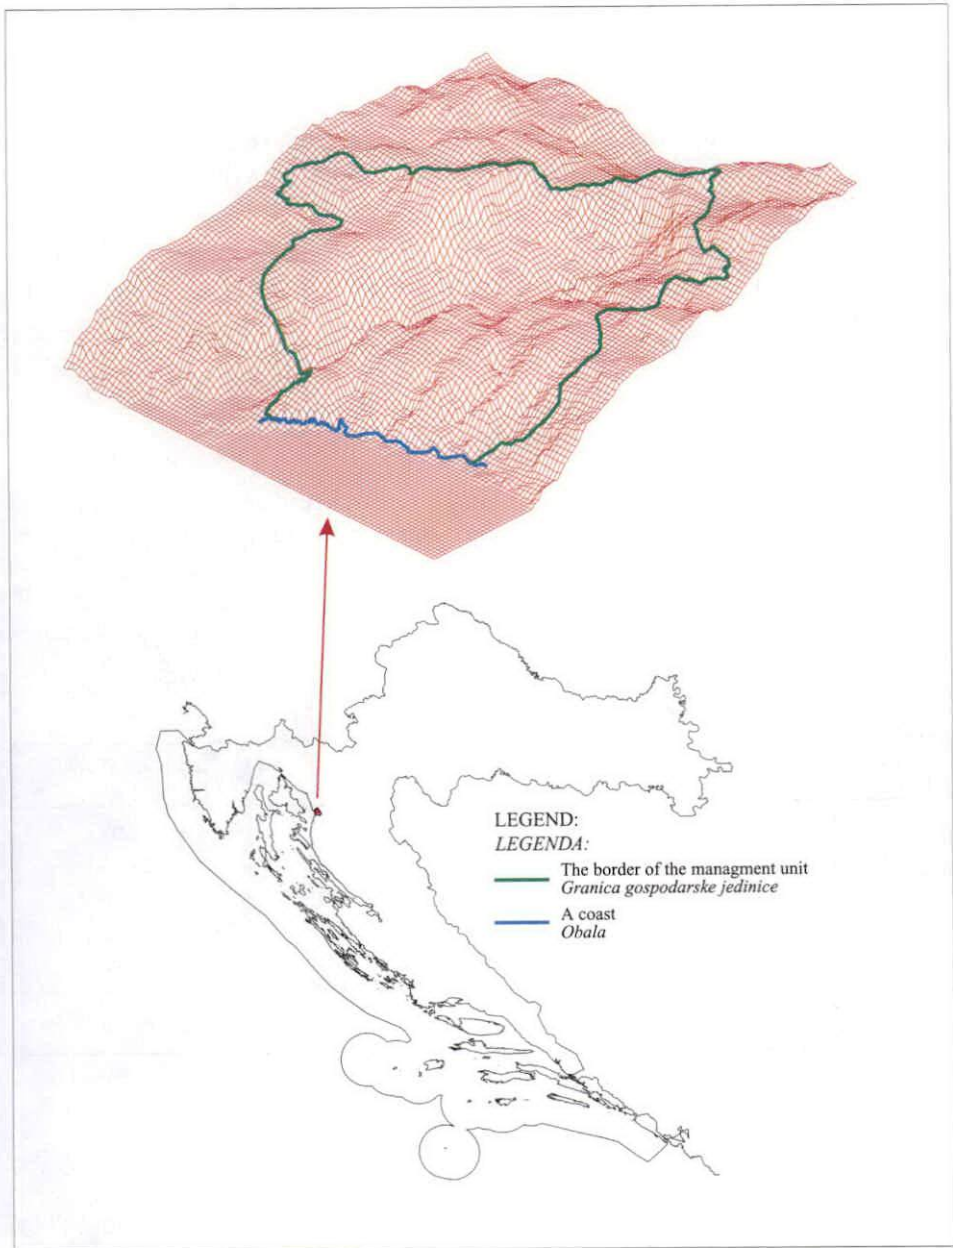 LEGEND:
LEGENDA:
The border of the managment unit
Granica gospodarske jedinice
A coast
Obala